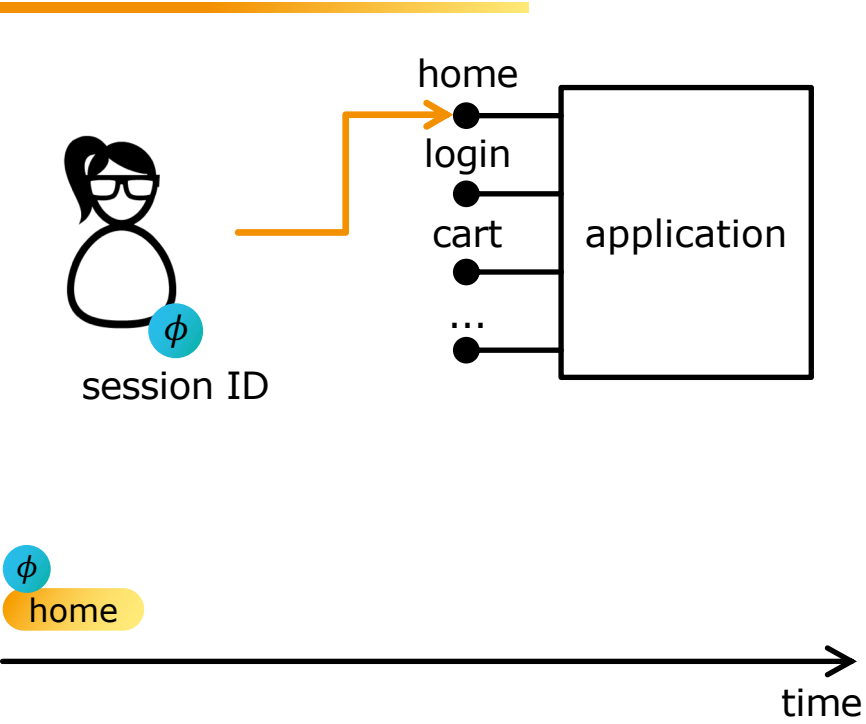 home
login
cart
application
...
ϕ
session ID
ϕ
home
time